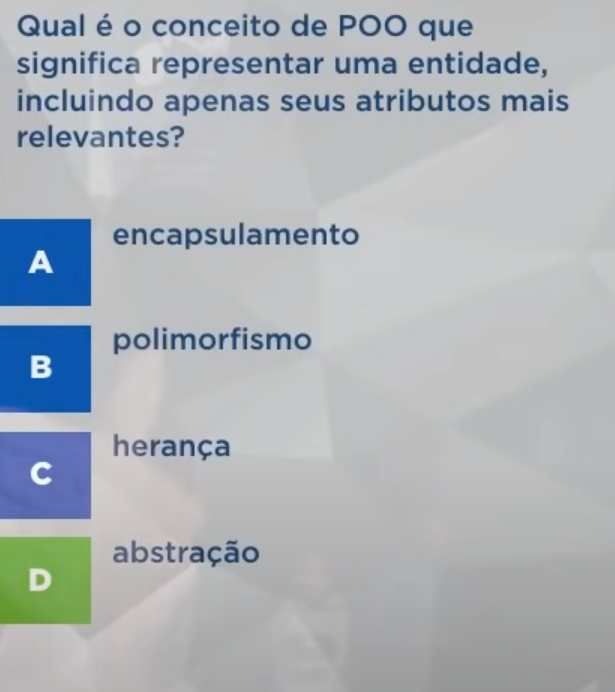 Qual é o conceito de POO que
significa representar uma entidade,
incluindo apenas seus atributos mais
relevantes?
A
encapsulamento
B
polimorfismo
C
herança
D
abstração